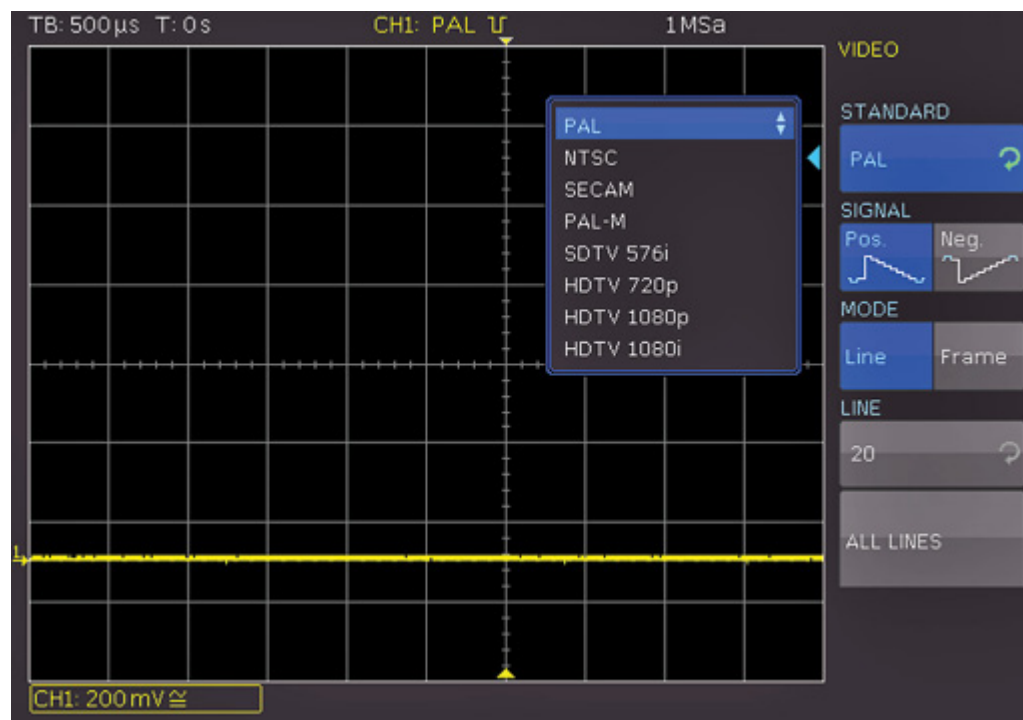 TB: 500µs T: 0s CH1: PAL 1MSa
VIDEO
PAL
NTSC
SECAM
PAL-M
SDTV 576i
HDTV 720p
HDTV 1080p
HDTV 1080i
STANDARD
PAL
SIGNAL
Pos. Neg.
MODE
Line Frame
LINE
20
ALL LINES
1
CH1: 200mV≅